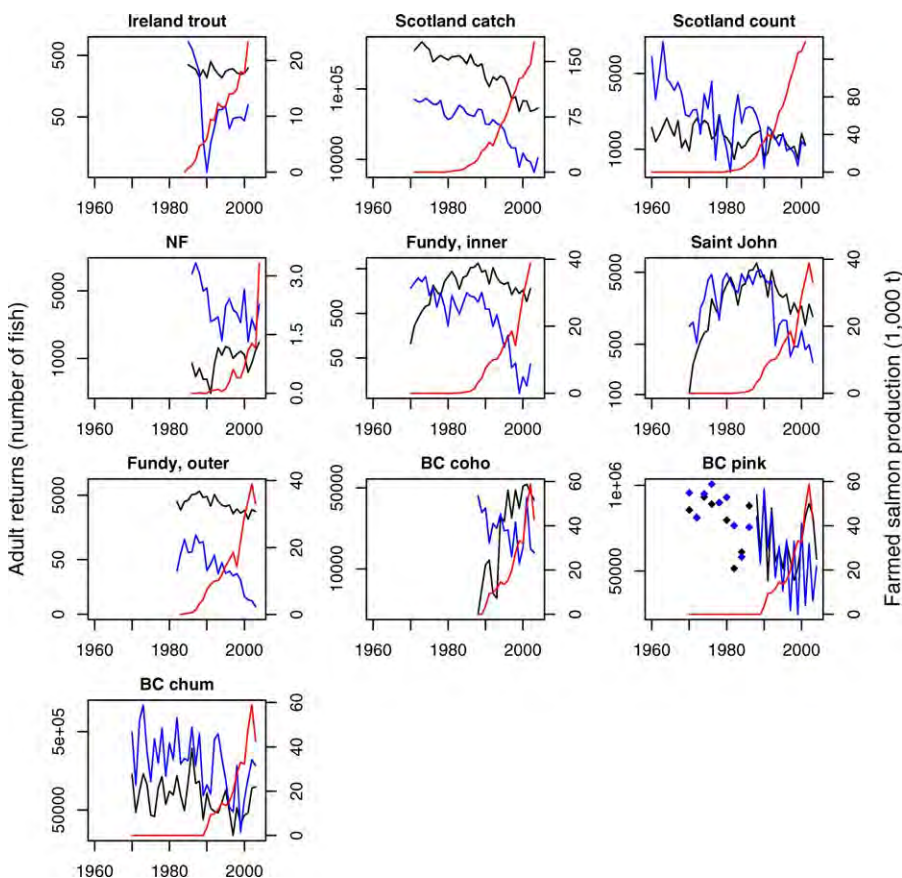 Ireland trout Scotland catch Scotland count
500 50 20 10 0 1e+05 10000 150 75 0 5000 1000 120 80 40 0
1960 1980 2000 1960 1980 2000 1960 1980 2000
NF Fundy, inner Saint John
5000 1000 3.0 1.5 0.0 500 50 40 20 0 5000 500 100 40 20 0
1960 1980 2000 1960 1980 2000 1960 1980 2000
Adult returns (number of fish)
Farmed salmon production (1,000 t)
Fundy, outer BC coho BC pink
50000 50 0 40 20 0 50000 10000 60 40 20 0 1e+06 50000 60 40 20 0
1960 1980 2000 1960 1980 2000 1960 1980 2000
BC chum
5e+05 50000 60 40 20 0
1960 1980 2000